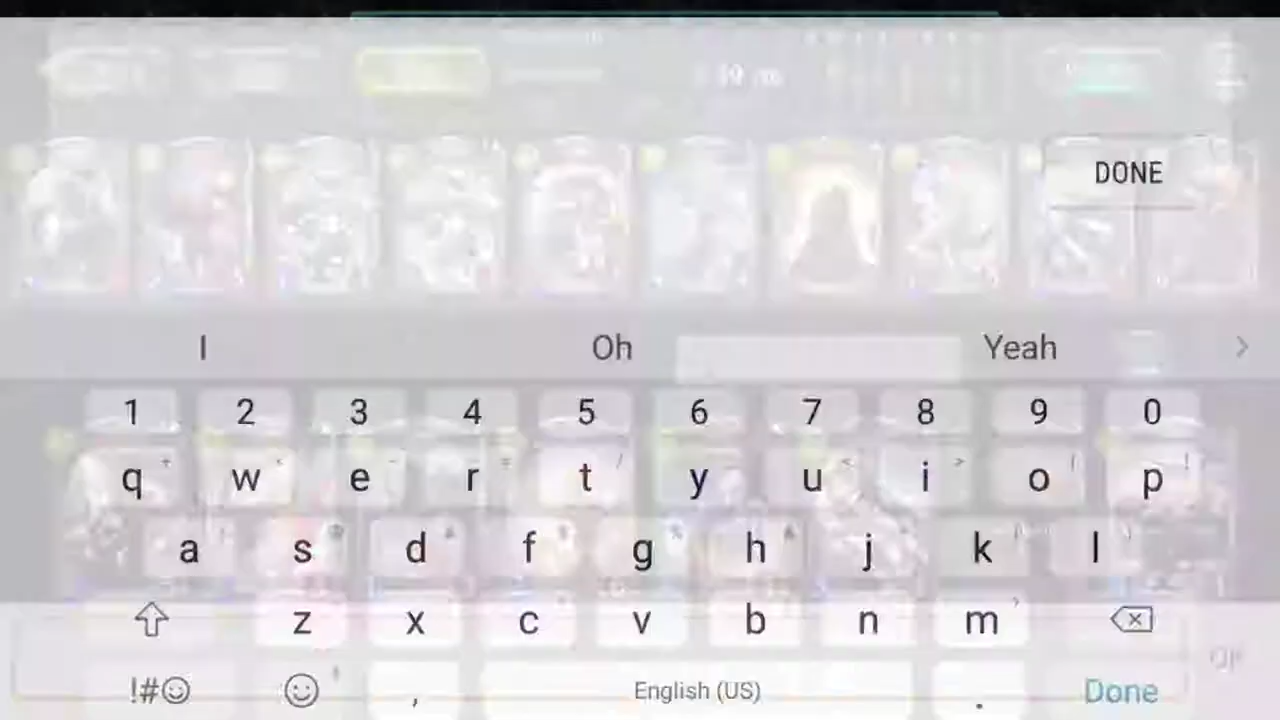 DONE
I Oh Yeah
1 2 3 4 5 6 7 8 9 0
q w e r t y u i o p
a s d f g h j k l
z x c v b n m
!#☺ , English (US) . Done